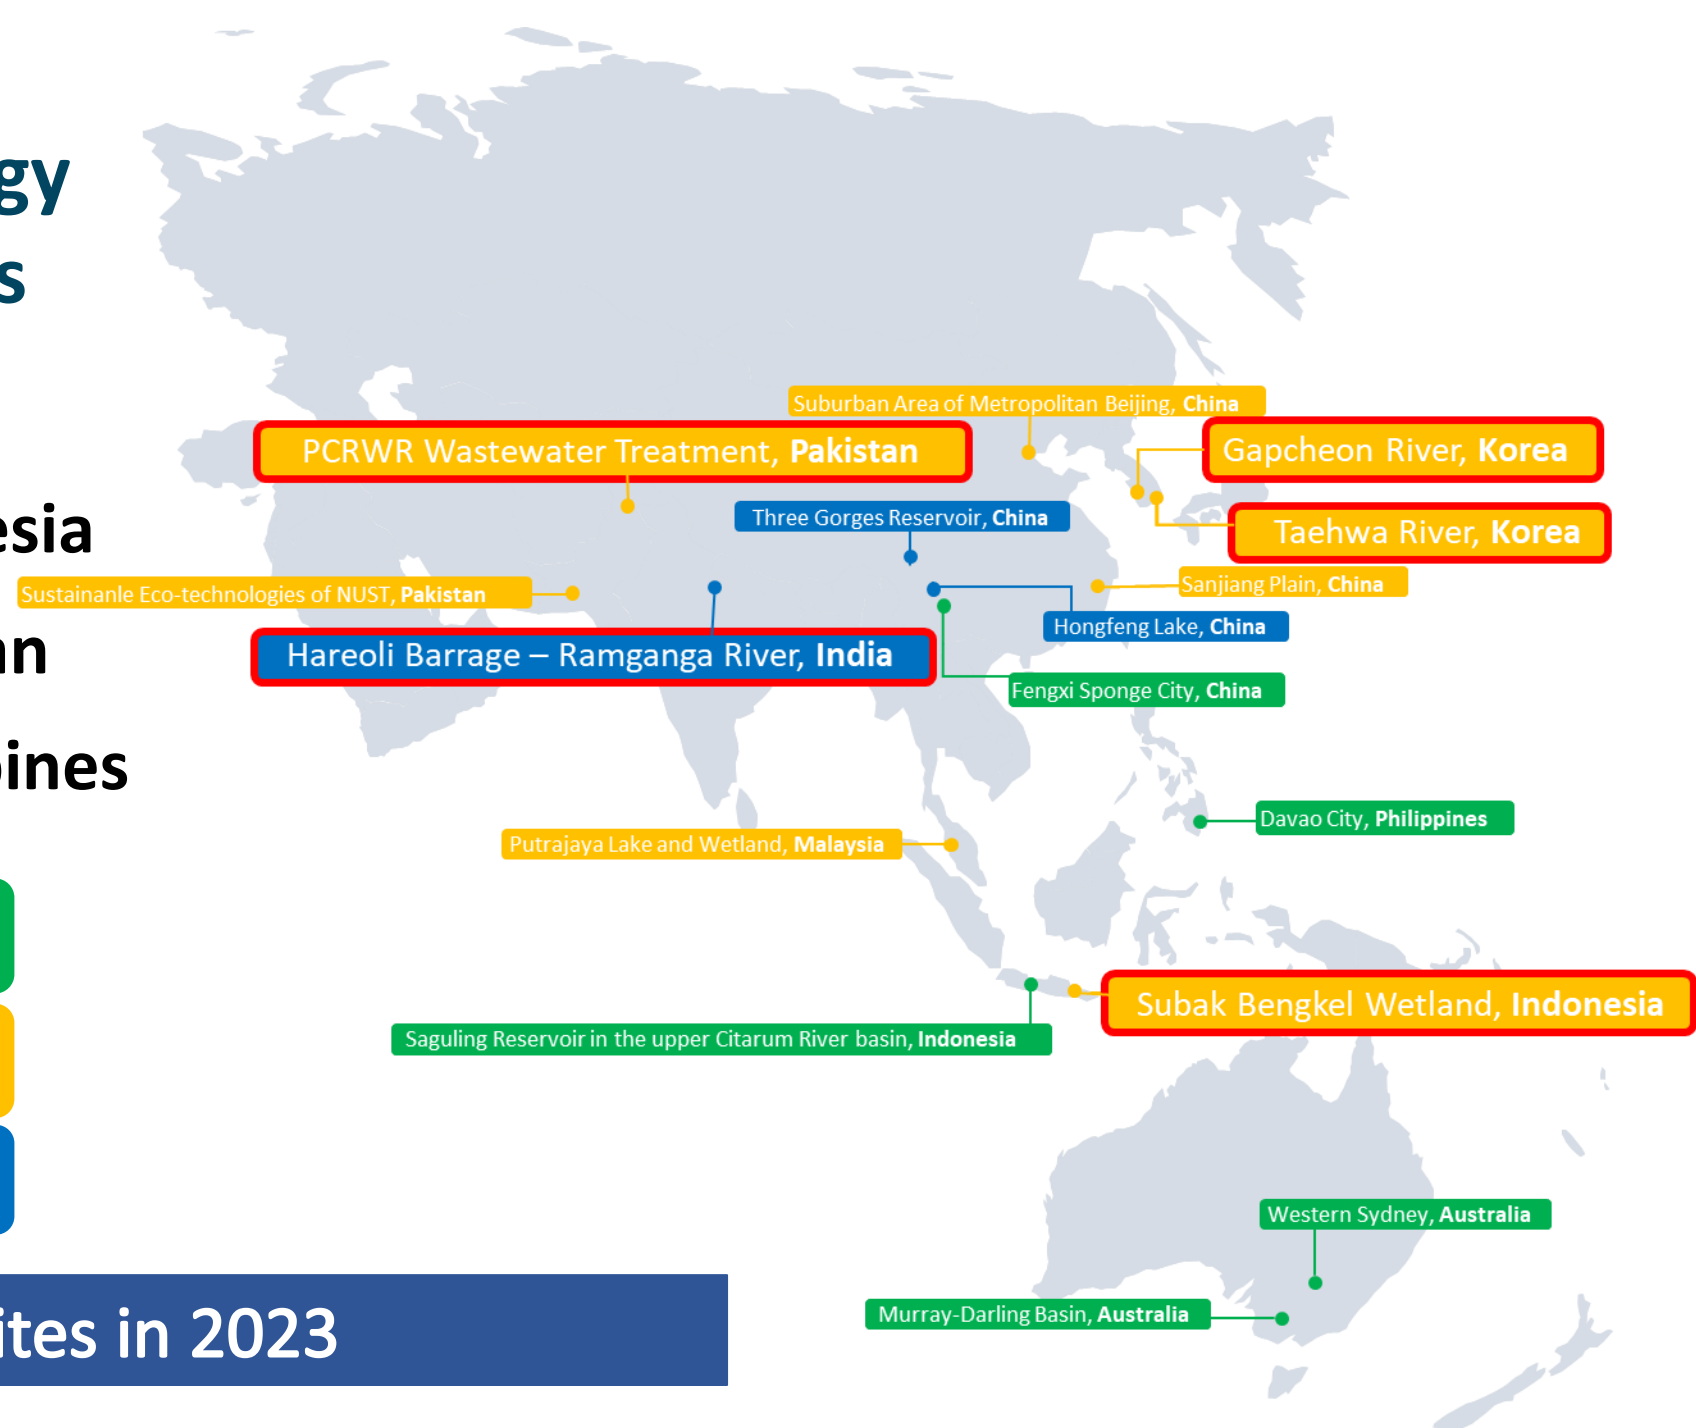 gy
s
esia
an
pines
ites in 2023
Suburban Area of Metropolitan Beijing, China
PCRWR Wastewater Treatment, Pakistan
Gapcheon River, Korea
Three Gorges Reservoir, China
Taehwa River, Korea
Sustainanle Eco-technologies of NUST, Pakistan
Sanjiang Plain, China
Hongfeng Lake, China
Hareoli Barrage – Ramganga River, India
Fengxi Sponge City, China
Davao City, Philippines
Putrajaya Lake and Wetland, Malaysia
Subak Bengkel Wetland, Indonesia
Saguling Reservoir in the upper Citarum River basin, Indonesia
Western Sydney, Australia
Murray-Darling Basin, Australia